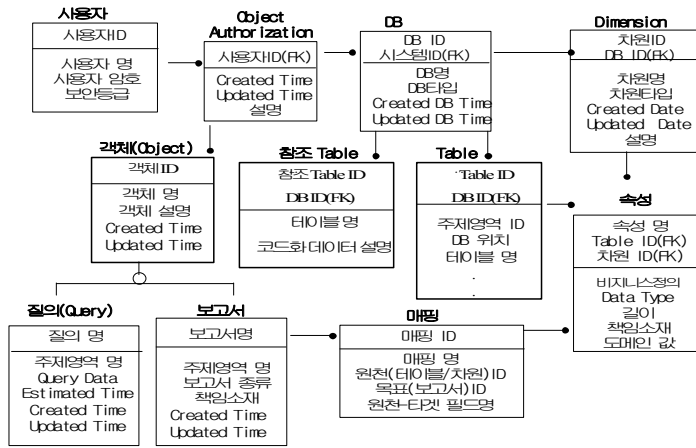 사용자
사용자ID
사용자 명
사용자 암호
보안등급
Object
Authorization
사용자ID(FK)
Created Time
Updated Time
설명
DB
DB ID
시스템ID(FK)
DB명
DB타입
Created DB Time
Updated DB Time
Dimension
차원ID
DB ID(FK)
차원명
차원타입
Created Date
Updated Date
설명
객체(Object)
객체ID
객체 명
객체 설명
Created Time
Updated Time
참조 Table
참조 Table ID
DB ID(FK)
테이블 명
코드화 데이터 설명
Table
Table ID
DB ID(FK)
주제영역 ID
DB 위치
테이블 명
.
.
속성
속성 명
Table ID(FK)
차원 ID(FK)
비지니스정의
Data Type
길이
책임소재
도메인 값
질의(Query)
질의 명
주제영역 명
Query Data
Estimated Time
Created Time
Updated Time
보고서
보고서명
주제영역 명
보고서 종류
책임소재
Created Time
Updated Time
매핑
매핑 ID
매핑 명
원천(테이블/차원)ID
목표(보고서)ID
원천-타겟 필드명